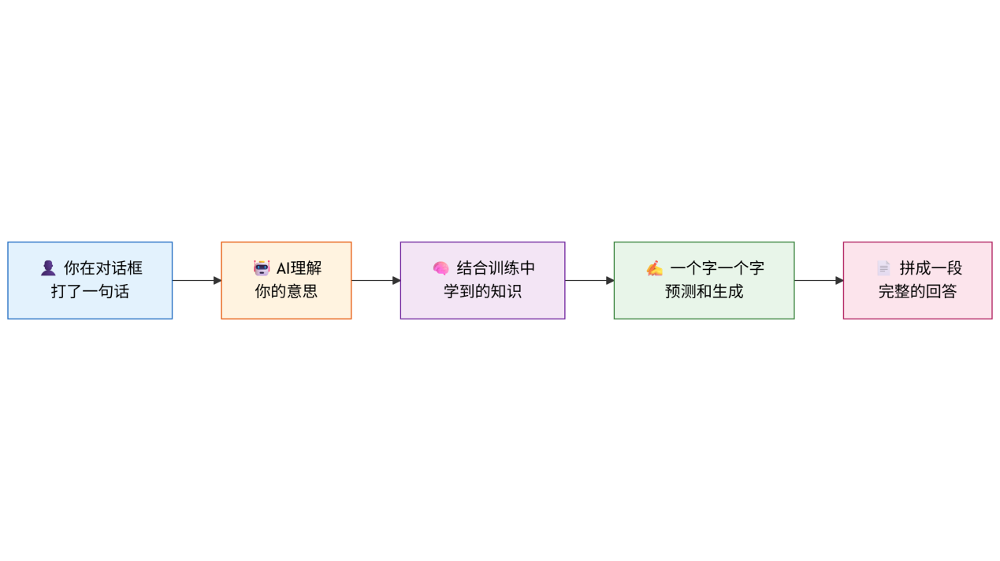 👤 你在对话框
打了一句话
🤖 AI理解
你的意思
🧠 结合训练中
学到的知识
✍️ 一个字一个字
预测和生成
📄 拼成一段
完整的回答